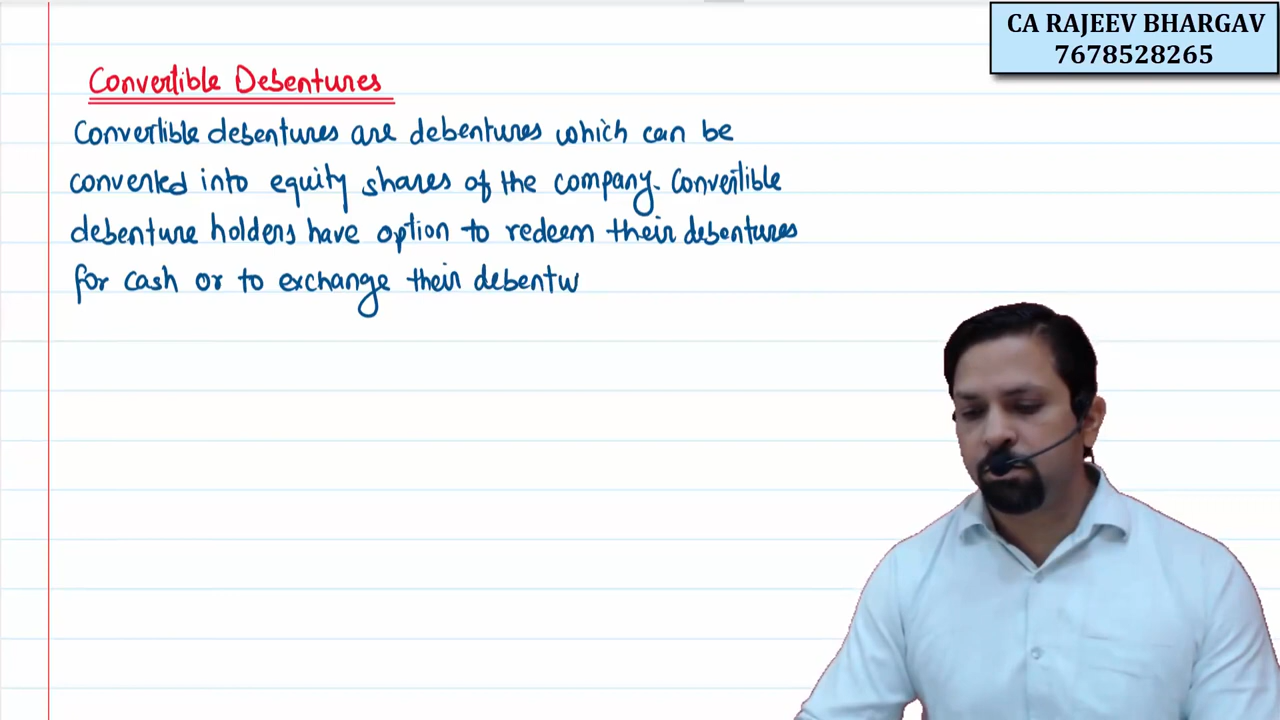 CA RAJEEV BHARGAV
7678528265
Convertible Debentures
Convertible debentures are debentures which can be
converted into equity shares of the company. Convertible
debenture holders have option to redeem their debentures
for cash or to exchange their debentu